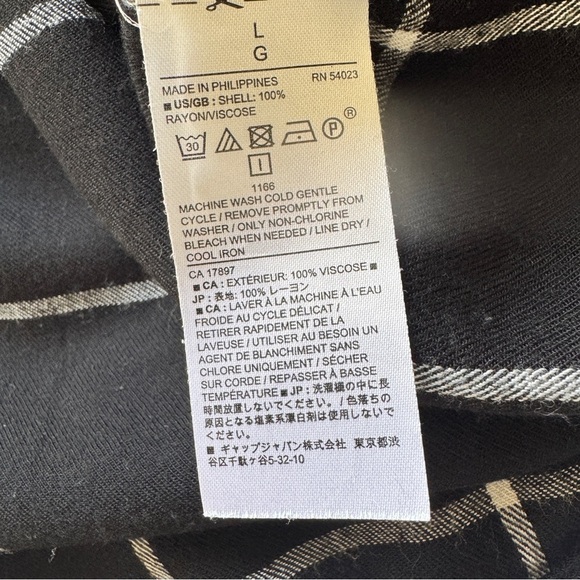 L
G
MADE IN PHILIPPINES RN 54023
■ US/GB : SHELL: 100%
RAYON/VISCOSE
30
P
®
I
1166
MACHINE WASH COLD GENTLE
CYCLE / REMOVE PROMPTLY FROM
WASHER / ONLY NON-CHLORINE
BLEACH WHEN NEEDED / LINE DRY /
COOL IRON
CA 17897
■ CA : EXTÉRIEUR: 100% VISCOSE ■
JP : 表地: 100% レーヨン
■ CA : LAVER À LA MACHINE À L'EAU
FROIDE AU CYCLE DÉLICAT /
RETIRER RAPIDEMENT DE LA
LAVEUSE / UTILISER AU BESOIN UN
AGENT DE BLANCHIMENT SANS
CHLORE UNIQUEMENT / SÉCHER
SUR CORDE / REPASSER À BASSE
TEMPÉRATURE ■ JP : 洗濯機の中に長
時間放置しないでください。/ 色落ちの
原因となる塩素系漂白剤は使用しないで
ください。
■ ギャップジャパン株式会社 東京都渋
谷区千駄ヶ谷5-32-10